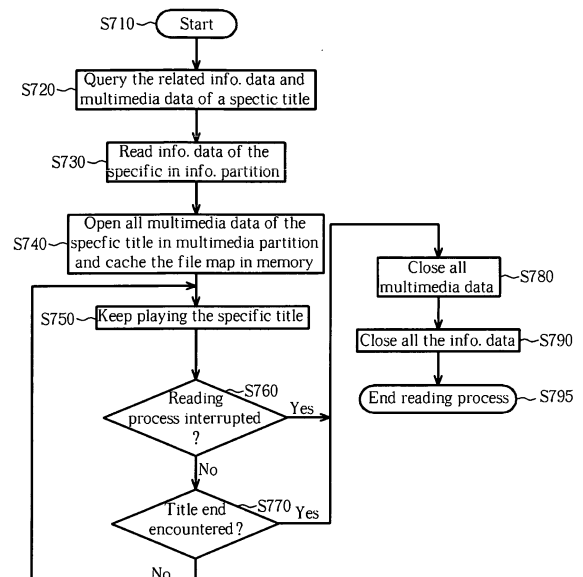 S710
Start
S720
Query the related info. data and
multimedia data of a spectic title
S730
Read info. data of the
specific in info. partition
S740
Open all multimedia data of the
specfic title in multimedia partition
and cache the file map in memory
S750
Keep playing the specific title
S760
Reading
process interrupted
?
Yes
No
S770
Title end
encountered?
Yes
No
Close all
multimedia data
S780
Close all the info. data
S790
End reading process
S795